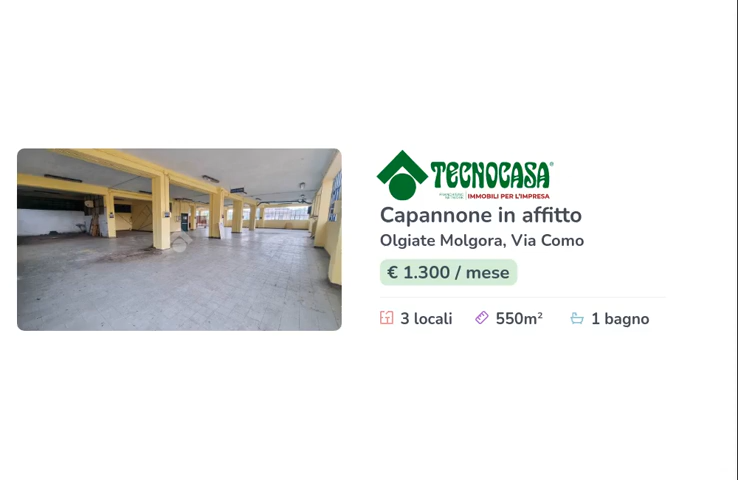 TECNOCASA®
IMMOBILI PER L'IMPRESA
Capannone in affitto
Olgiate Molgora, Via Como
€ 1.300 / mese
3 locali
550m²
1 bagno